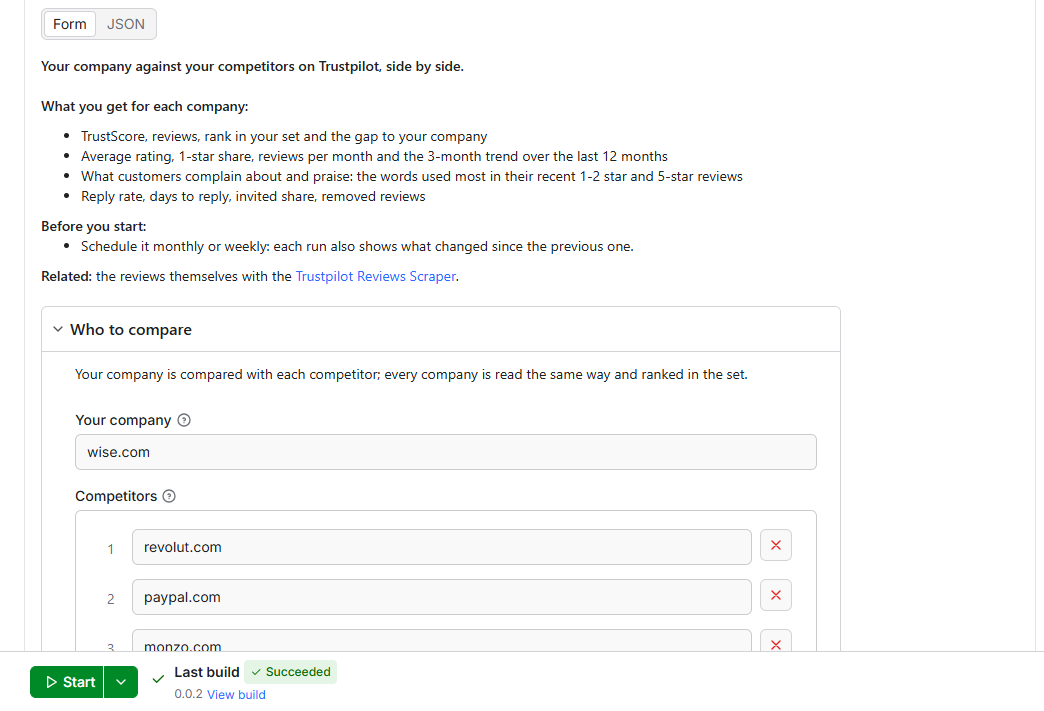 Form JSON
Your company against your competitors on Trustpilot, side by side.
What you get for each company:
TrustScore, reviews, rank in your set and the gap to your company
Average rating, 1-star share, reviews per month and the 3-month trend over the last 12 months
What customers complain about and praise: the words used most in their recent 1-2 star and 5-star reviews
Reply rate, days to reply, invited share, removed reviews
Before you start:
Schedule it monthly or weekly: each run also shows what changed since the previous one.
Related: the reviews themselves with the Trustpilot Reviews Scraper.
Who to compare
Your company is compared with each competitor; every company is read the same way and ranked in the set.
Your company
wise.com
Competitors
1 revolut.com
2 paypal.com
3 monzo.com
Start
Last build Succeeded
0.0.2 View build